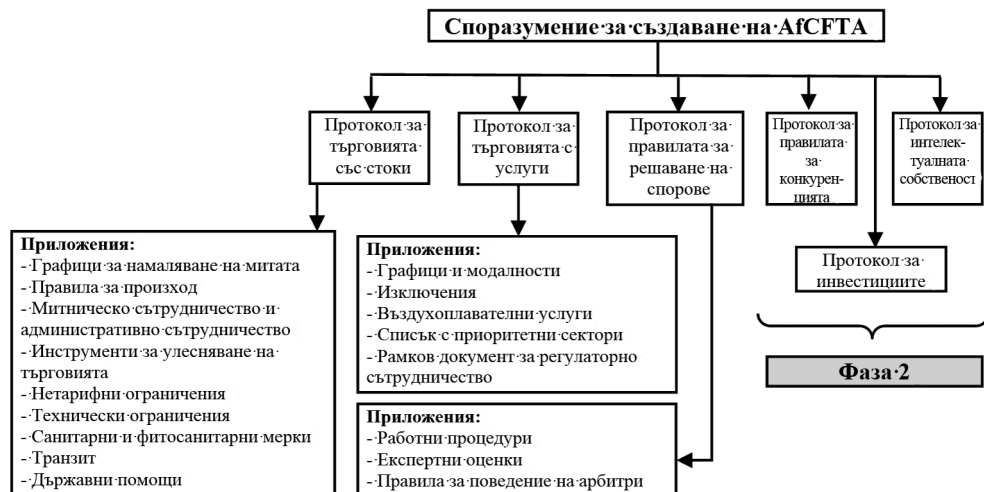 Споразумение за създаване на AfCFTA
Протокол за
търговията
със стоки
Протокол за
търговията с
услуги
Протокол за
правилата за
решаване на
спорове
Протокол за
правилата
за
конкурен-
цията
Протокол за
интелек-
туалната
собственост
Протокол за
инвестициите
Фаза 2
Приложения:
- Графици за намаляване на митата
- Правила за произход
- Митническо сътрудничество и
административно сътрудничество
- Инструменти за улесняване на
търговията
- Нетарифни ограничения
- Технически ограничения
- Санитарни и фитосанитарни мерки
- Транзит
- Държавни помощи
Приложения:
- Графици и модалности
- Изключения
- Въздухоплавателни услуги
- Списък с приоритетни сектори
- Рамков документ за регулаторно
сътрудничество
Приложения:
- Работни процедури
- Експертни оценки
- Правила за поведение на арбитри